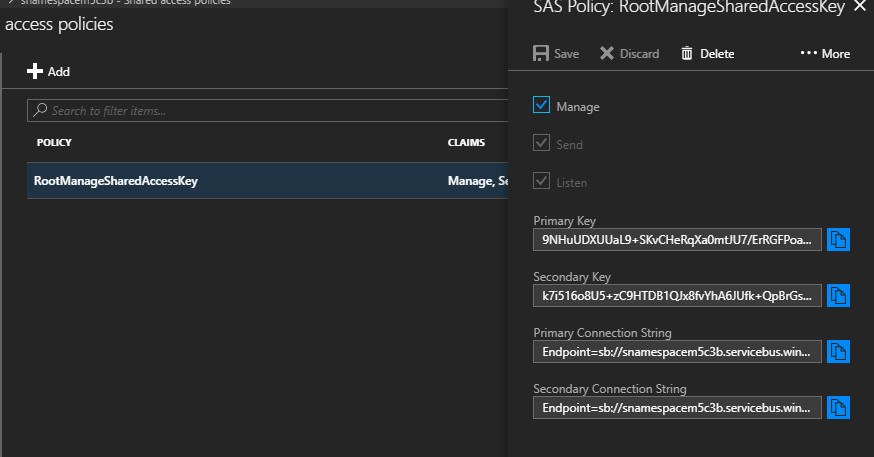 snamespacem5c3b - Shared access policies
access policies
Add
Search to filter items...
POLICY CLAIMS
RootManageSharedAccessKey Manage, Se
SAS Policy: RootManageSharedAccessKey
Save Discard Delete ••• More
Manage
Send
Listen
Primary Key
9NHuUDXUUaL9+SKvCHeRqXa0mtJU7/ErRGFPoa...
Secondary Key
k7i516o8U5+zC9HTDB1QJx8fvYhA6JUfk+QpBrGs...
Primary Connection String
Endpoint=sb://snamespacem5c3b.servicebus.win...
Secondary Connection String
Endpoint=sb://snamespacem5c3b.servicebus.win...